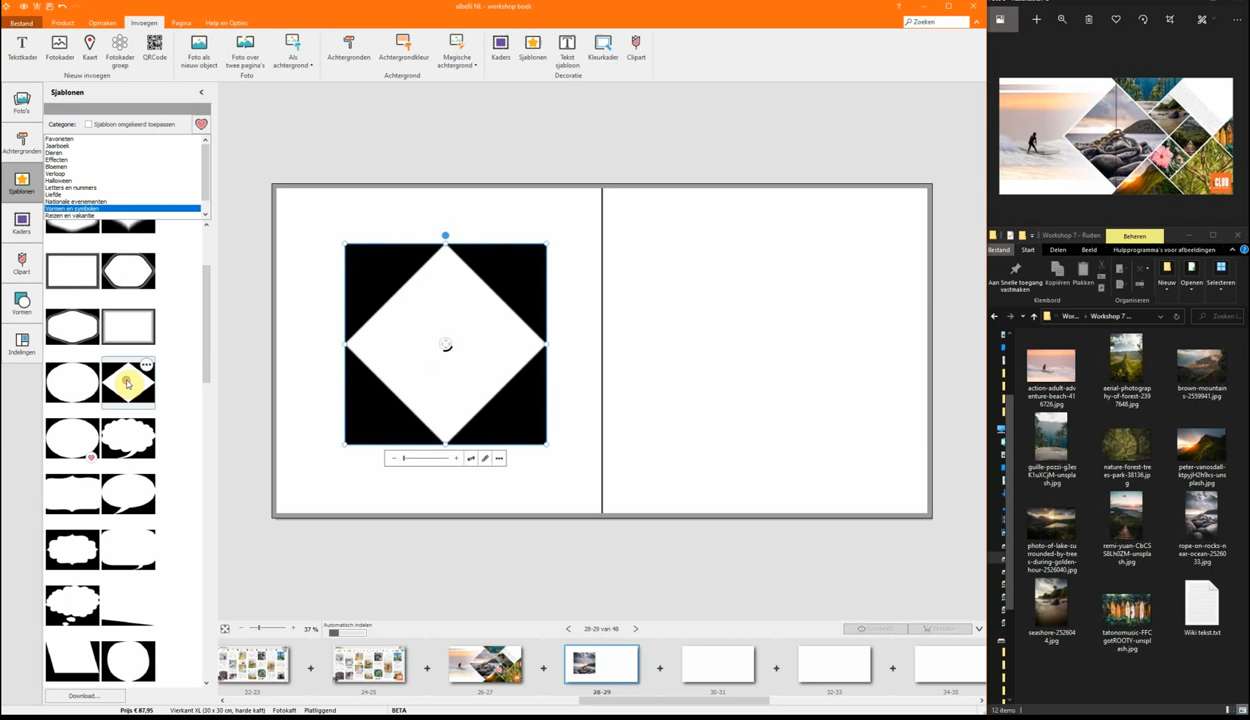 albelli NL - workshop boek
Bestand Product Opmaken Invoegen Pagina Help en Opties
Zoeken
Tekstkader Fotokader Kaart Fotokader groep QRCode Foto als nieuw object Foto over twee pagina's Als achtergrond Achtergronden Achtergrondkleur Magische achtergrond Kaders Sjablonen Tekst sjabloon Kleurkader Clipart
Nieuw invoegen Foto Achtergrond Decoratie
Sjablonen
Foto's
Categorie: Sjabloon omgekeerd toepassen
Favorieten
Jaarboek
Achtergronden
Dieren
Effecten
Bloemen
Verloop
Halloween
Letters en nummers
Sjablonen
Liefde
Nationale evenementen
Vormen en symbolen
Reizen en vakantie
Kaders
Clipart
Vormen
Indelingen
Download...
37 %
Automatisch indelen
28-29 van 48
22-23 24-25 26-27 28-29 30-31 32-33 34-35
Prijs € 87,95 Vierkant XL (30 x 30 cm, harde kaft) Fotokaft Platliggend BETA
CLUB
Workshop 7 - Ruiten Beheren
Bestand Start Delen Beeld Hulpprogramma's voor afbeeldingen
Aan Snelle toegang vastmaken
Kopiëren
Plakken
Nieuw
Openen
Selecteren
Klembord Organiseren
Wor... Workshop 7 ...
Zoeken i
action-adult-adventure-beach-416726.jpg
aerial-photography-of-forest-2397648.jpg
brown-mountains-2559941.jpg
guille-pozzi-g3esK1uXCjM-unsplash.jpg
nature-forest-trees-park-38136.jpg
peter-vanosdall-ktpyjH2h9xs-unsplash.jpg
photo-of-lake-surrounded-by-trees-during-golden-hour-2526040.jpg
remi-yuan-CbCSS8Lh0ZM-unsplash.jpg
rope-on-rocks-near-ocean-2526033.jpg
seashore-2526044.jpg
tatonomusic-FFCgotROOTY-unsplash.jpg
Wiki tekst.txt
12 items